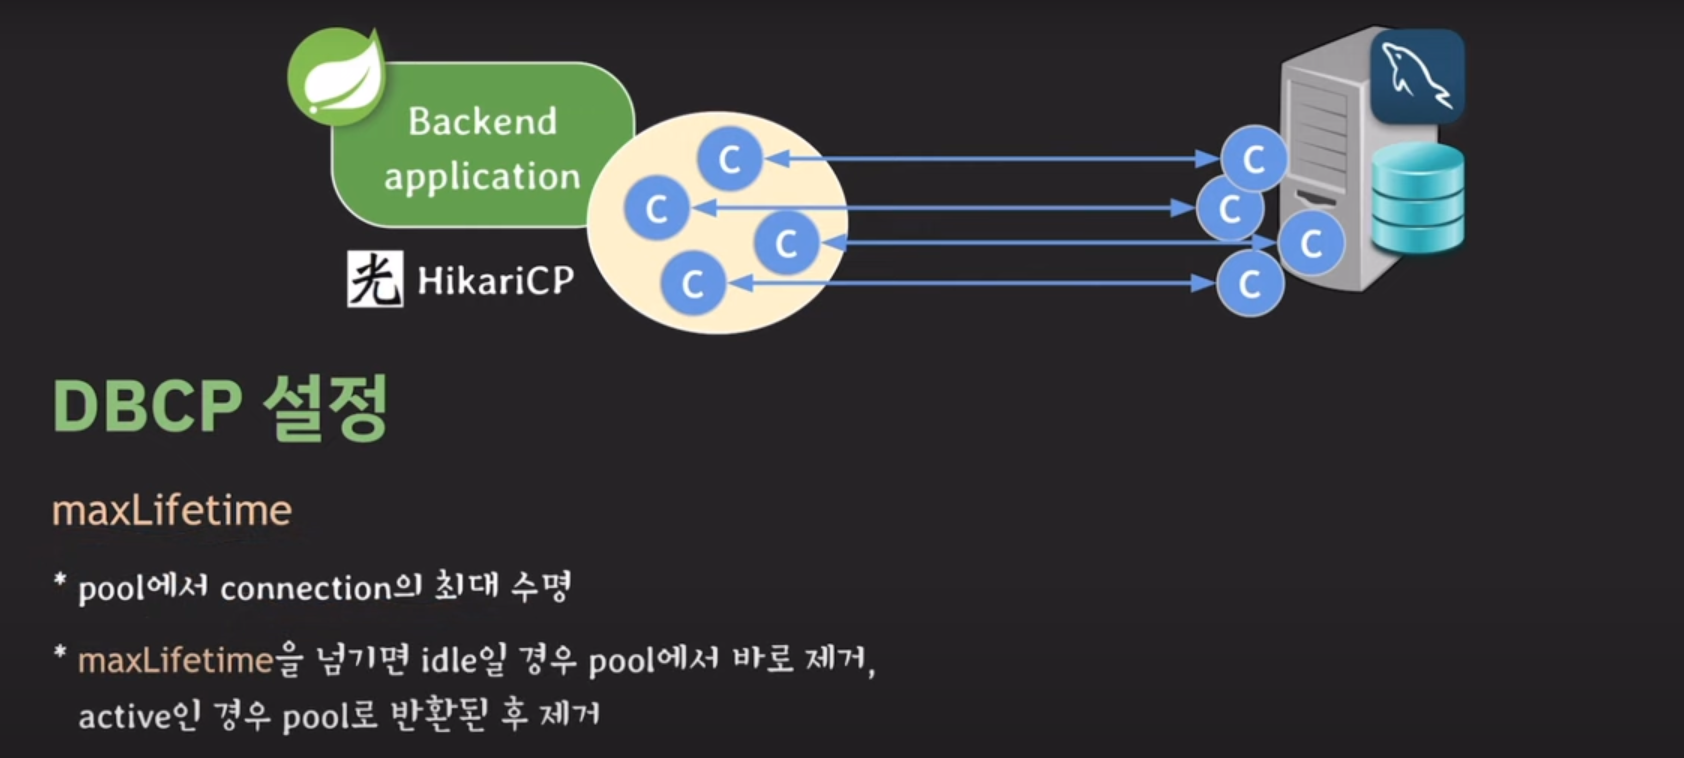 Backend
application
C
C
C
C
C
C
C
C
光 HikariCP
DBCP 설정
maxLifetime
* pool에서 connection의 최대 수명
* maxLifetime을 넘기면 idle일 경우 pool에서 바로 제거,
active인 경우 pool로 반환된 후 제거